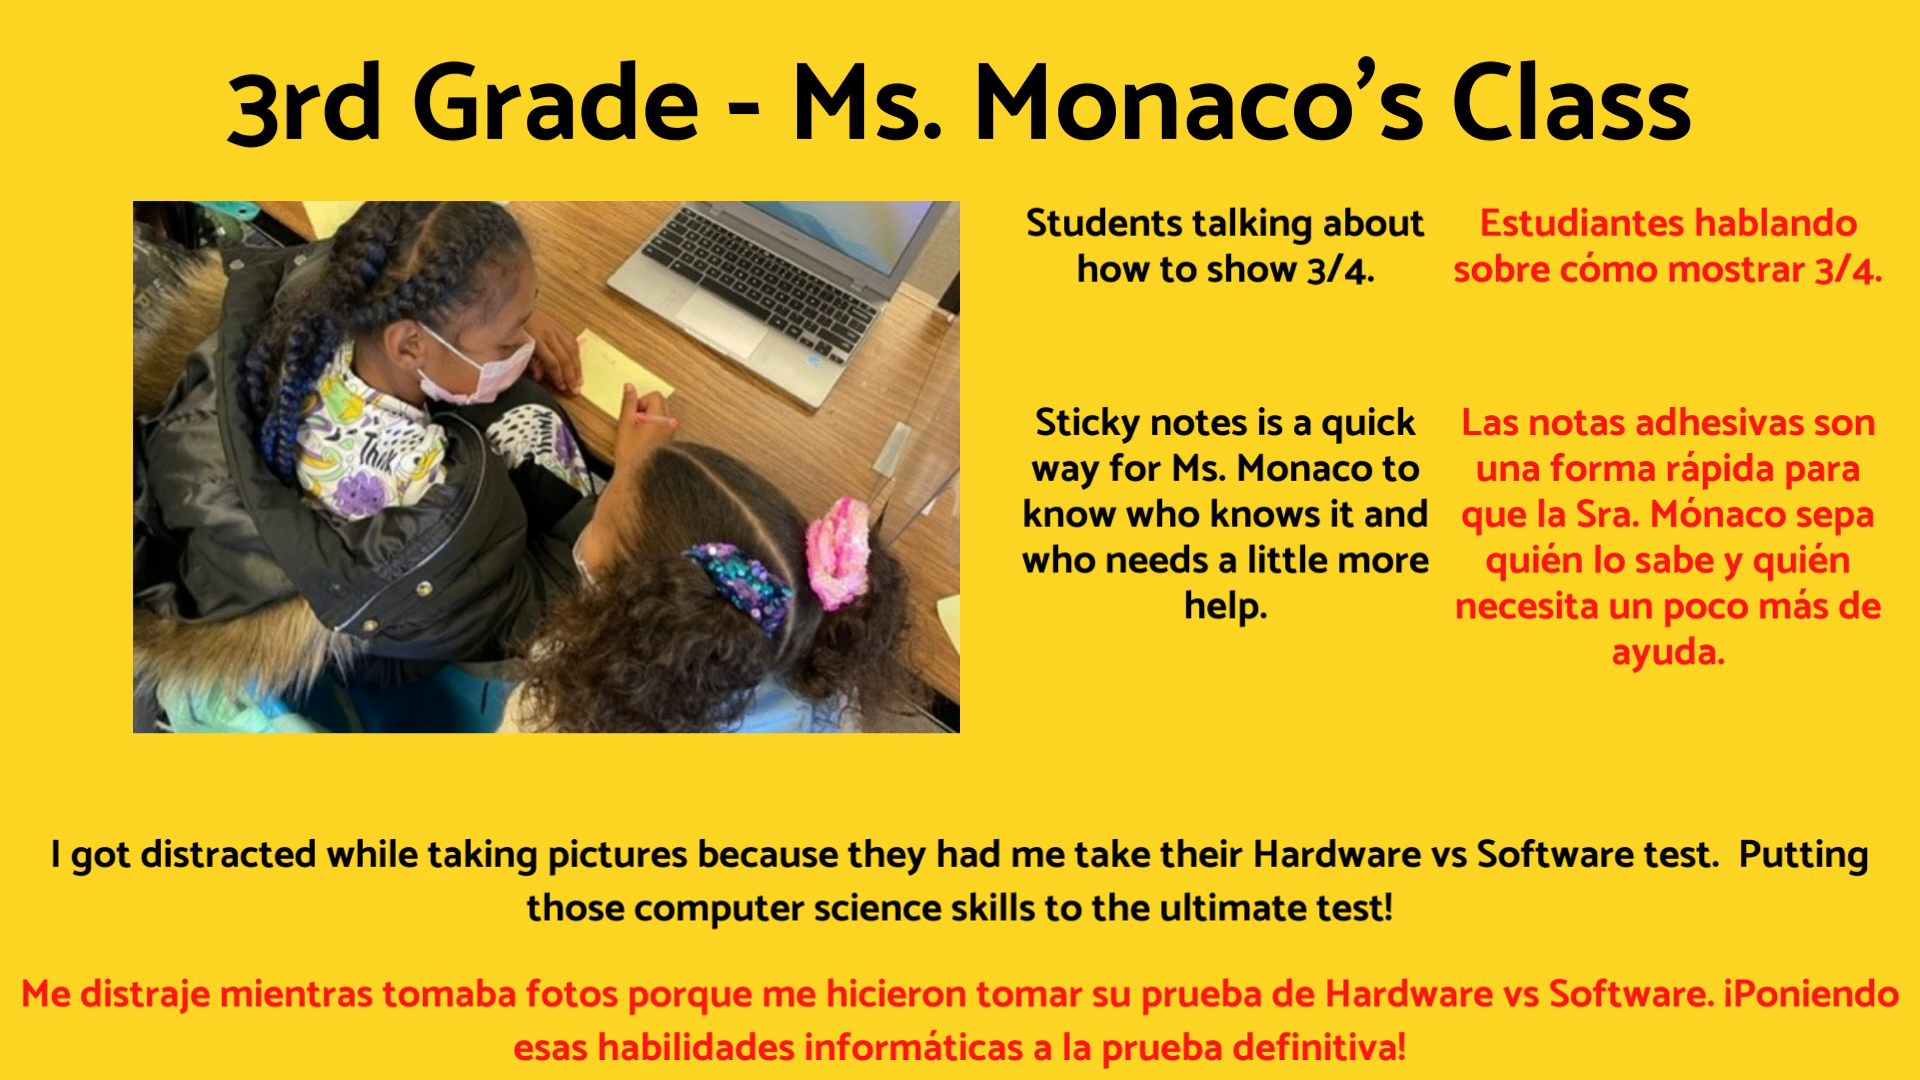 3rd Grade - Ms. Monaco's Class
Students talking about
how to show 3/4.
Estudiantes hablando
sobre cómo mostrar 3/4.
Sticky notes is a quick
way for Ms. Monaco to
know who knows it and
who needs a little more
help.
Las notas adhesivas son
una forma rápida para
que la Sra. Mónaco sepa
quién lo sabe y quién
necesita un poco más de
ayuda.
Think
I got distracted while taking pictures because they had me take their Hardware vs Software test.  Putting
those computer science skills to the ultimate test!
Me distraje mientras tomaba fotos porque me hicieron tomar su prueba de Hardware vs Software. ¡Poniendo
esas habilidades informáticas a la prueba definitiva!